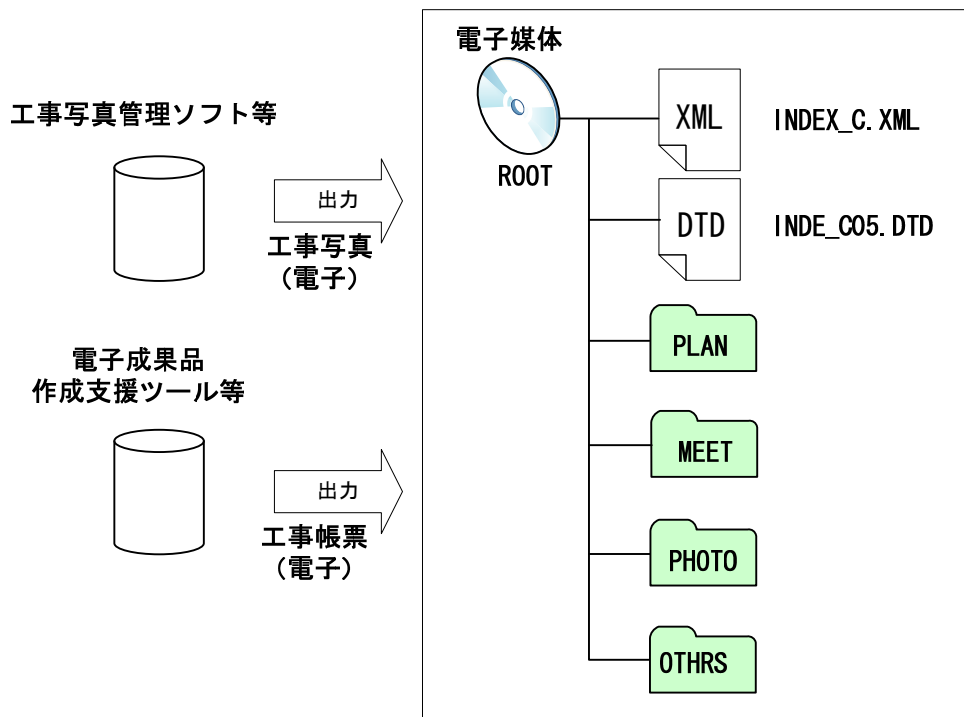 電子媒体
ROOT
工事写真管理ソフト等
出力
工事写真
(電子)
電子成果品
作成支援ツール等
出力
工事帳票
(電子)
XML
INDEX_C.XML
DTD
INDE_C05.DTD
PLAN
MEET
PHOTO
OTHRS